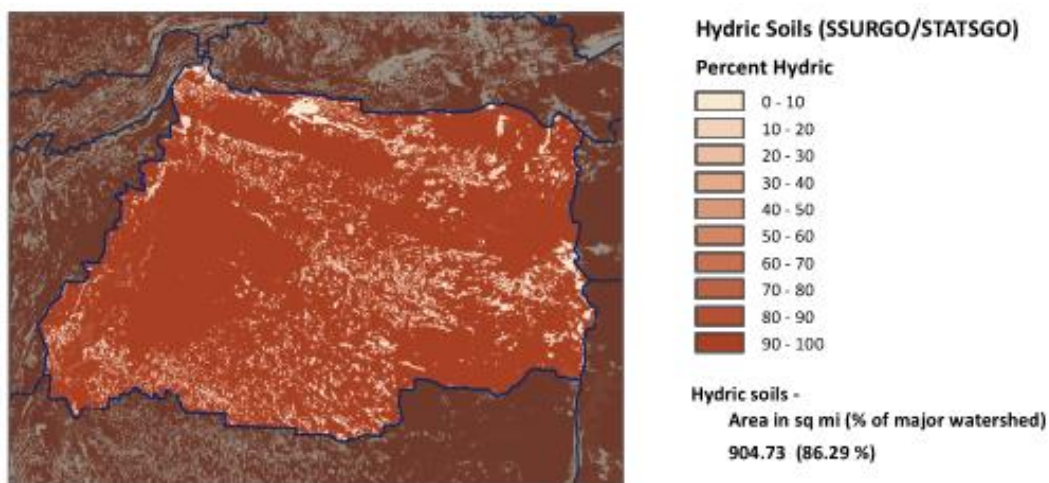 Hydric Soils (SSURGO/STATSGO)
Percent Hydric
0 - 10
10 - 20
20 - 30
30 - 40
40 - 50
50 - 60
60 - 70
70 - 80
80 - 90
90 - 100
Hydric soils -
Area in sq mi (% of major watershed)
904.73 (86.29 %)